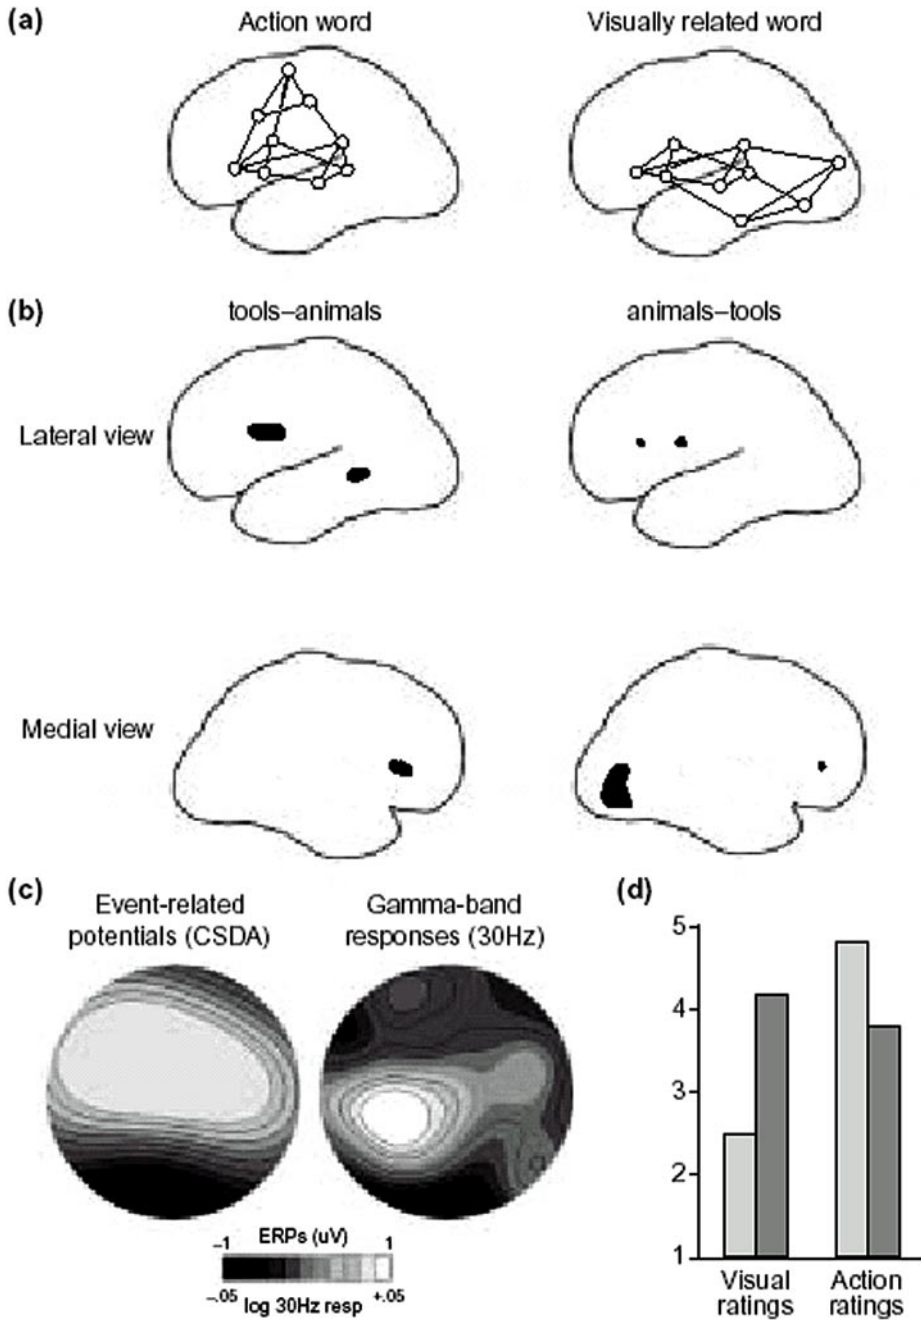 (a)
Action word
Visually related word
(b)
tools–animals
animals–tools
Lateral view
Medial view
(c)
Event-related
potentials (CSDA)
Gamma-band
responses (30Hz)
–1 ERPs (uV) 1
–.05 log 30Hz resp +.05
(d)
5
4
3
2
1
Visual
ratings
Action
ratings